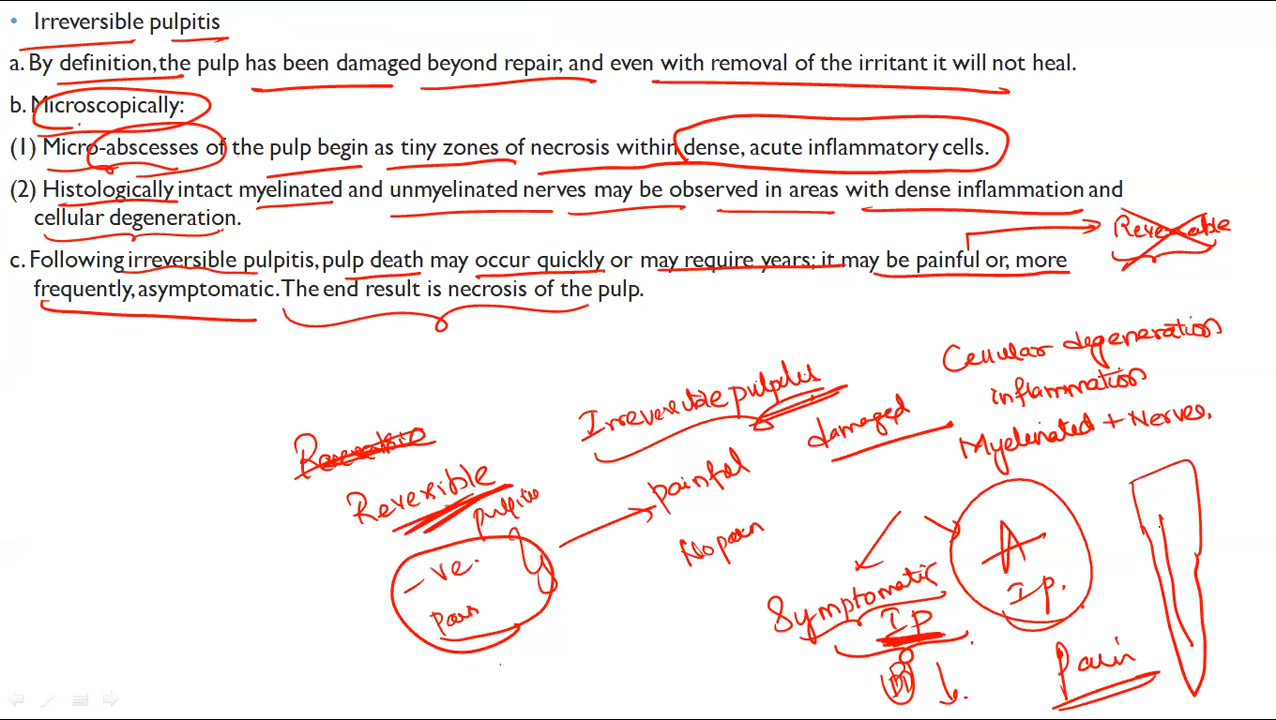 • Irreversible pulpitis
a. By definition, the pulp has been damaged beyond repair, and even with removal of the irritant it will not heal.
b. Microscopically:
(1) Micro-abscesses of the pulp begin as tiny zones of necrosis within dense, acute inflammatory cells.
(2) Histologically intact myelinated and unmyelinated nerves may be observed in areas with dense inflammation and
cellular degeneration.
c. Following irreversible pulpitis, pulp death may occur quickly or may require years; it may be painful or, more
frequently, asymptomatic. The end result is necrosis of the pulp.
Cellular degeneration
inflammation
Myelinated + Nerves.
Irreversible
damaged
Reversible
pulpitis
- ve.
Pain
painful
No pain
Symptomatic
IP
A
IP.
Pain